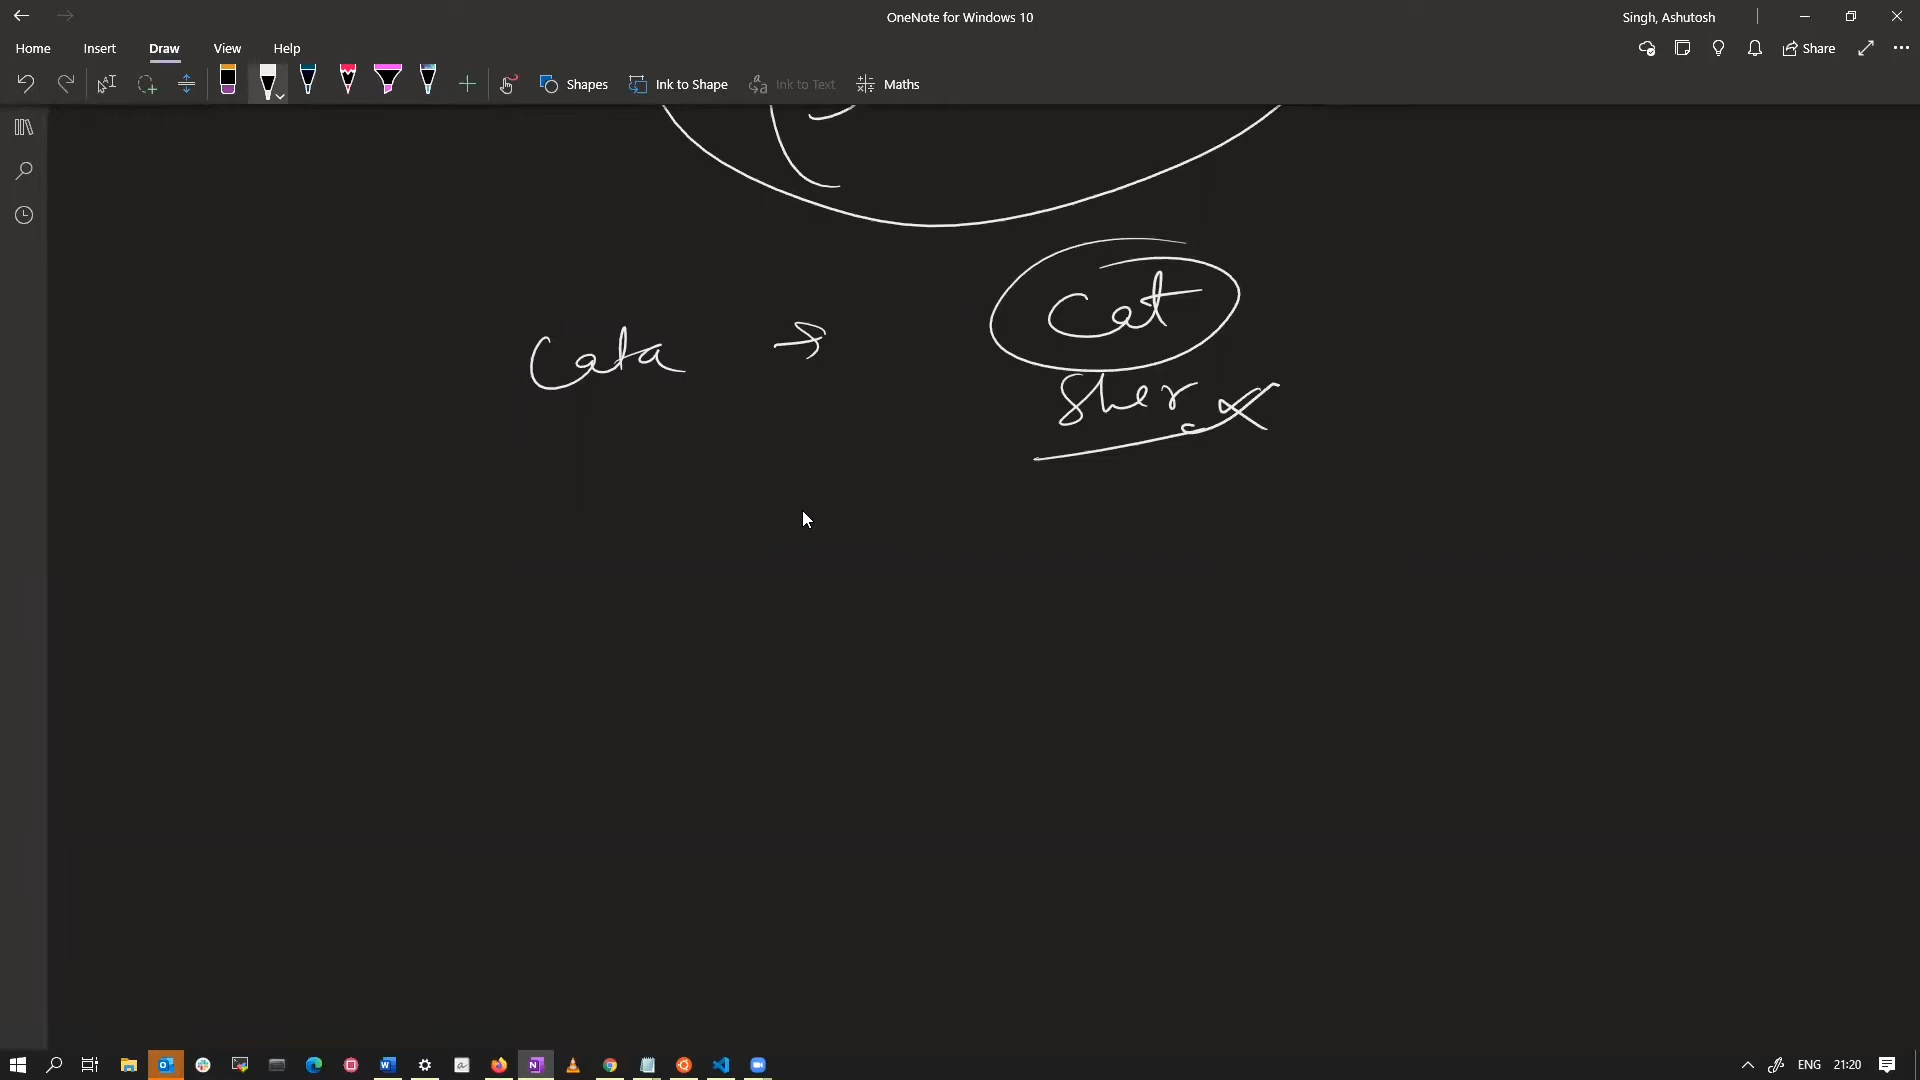 OneNote for Windows 10
Singh, Ashutosh
Home Insert Draw View Help
Share
Shapes Ink to Shape Ink to Text Maths
Cat
Cata →
Sher
ENG 21:20